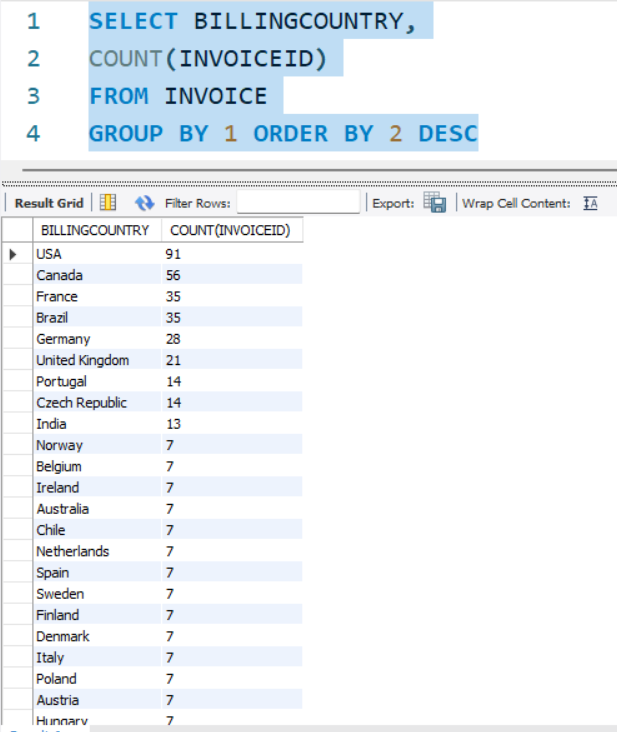 1 SELECT BILLINGCOUNTRY,
2 COUNT(INVOICEID)
3 FROM INVOICE
4 GROUP BY 1 ORDER BY 2 DESC
Result Grid Filter Rows: Export: Wrap Cell Content: IA
BILLINGCOUNTRY COUNT(INVOICEID)
USA 91
Canada 56
France 35
Brazil 35
Germany 28
United Kingdom 21
Portugal 14
Czech Republic 14
India 13
Norway 7
Belgium 7
Ireland 7
Australia 7
Chile 7
Netherlands 7
Spain 7
Sweden 7
Finland 7
Denmark 7
Italy 7
Poland 7
Austria 7
Hungary 7